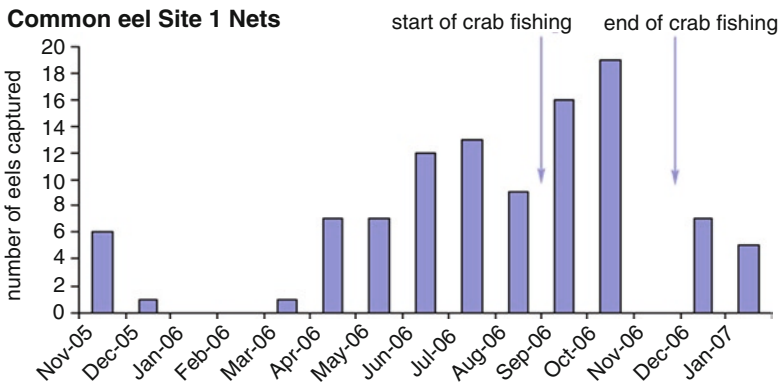 Common eel Site 1 Nets
start of crab fishing
end of crab fishing
number of eels captured
20
18
16
14
12
10
8
6
4
2
0
Nov-05
Dec-05
Jan-06
Feb-06
Mar-06
Apr-06
May-06
Jun-06
Jul-06
Aug-06
Sep-06
Oct-06
Nov-06
Dec-06
Jan-07